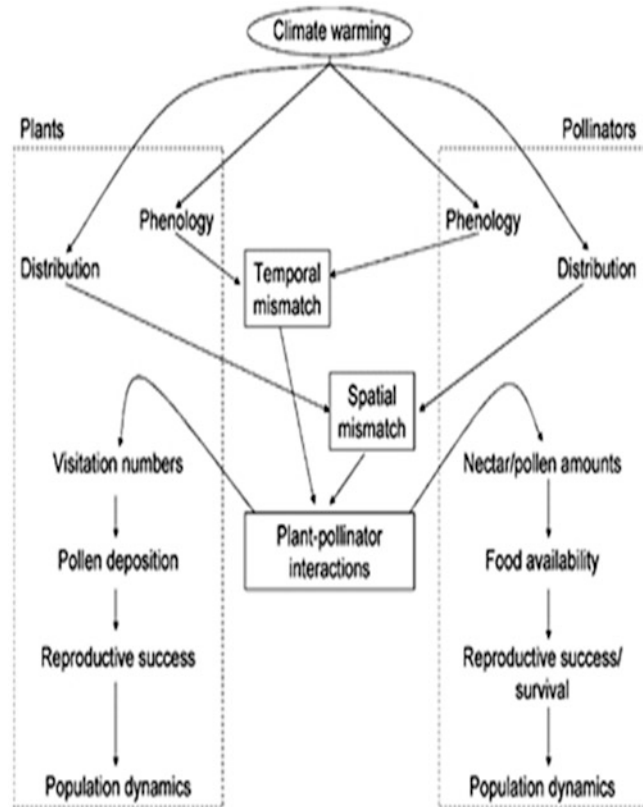 Climate warming
Plants
Pollinators
Phenology
Phenology
Distribution
Temporal
mismatch
Distribution
Spatial
mismatch
Visitation numbers
Nectar/pollen amounts
Plant-pollinator
interactions
Pollen deposition
Food availability
Reproductive success
Reproductive success/
survival
Population dynamics
Population dynamics